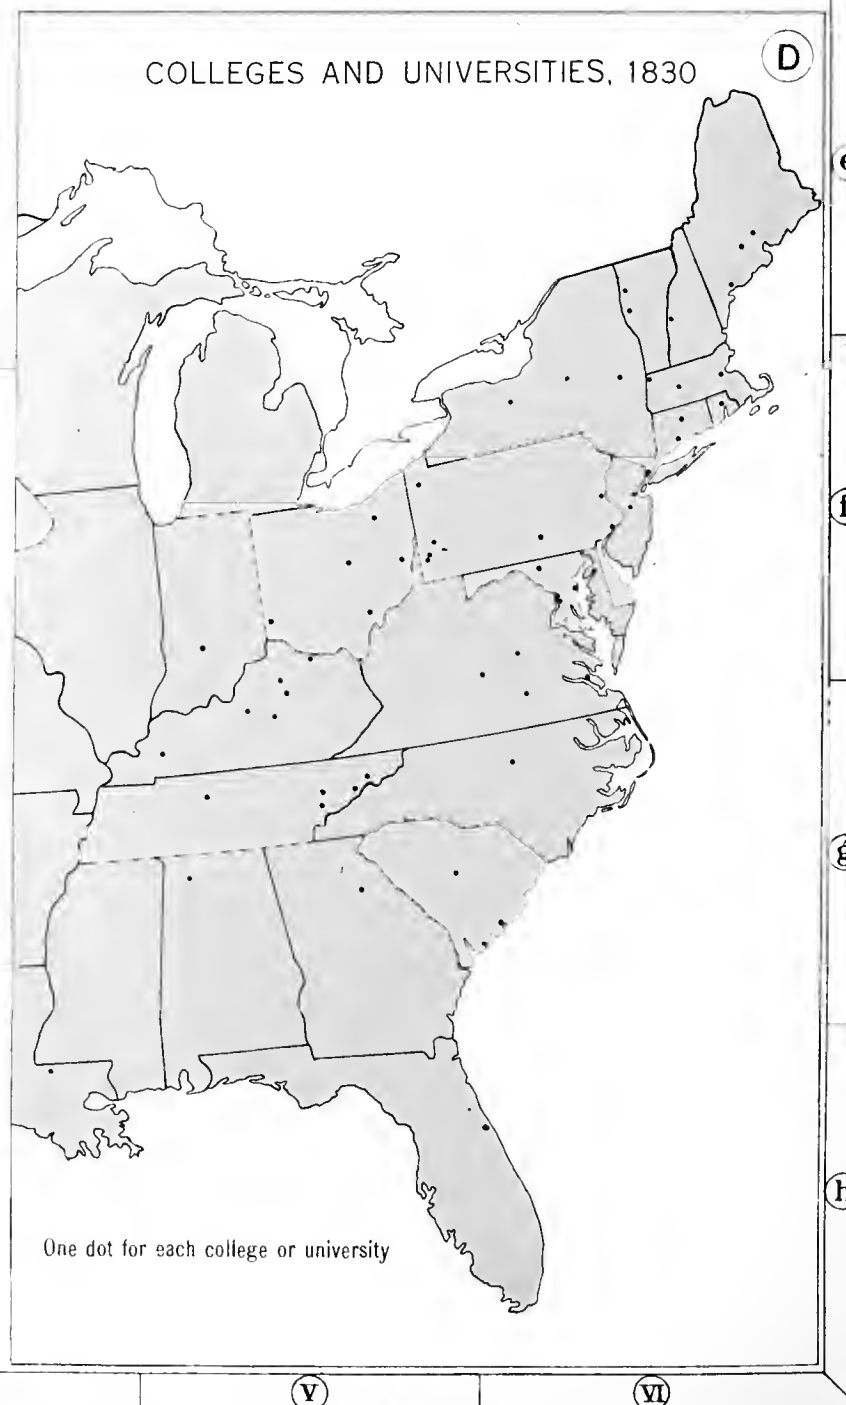 D
COLLEGES AND UNIVERSITIES, 1830
e
f
g
h
One dot for each college or university
V
VI